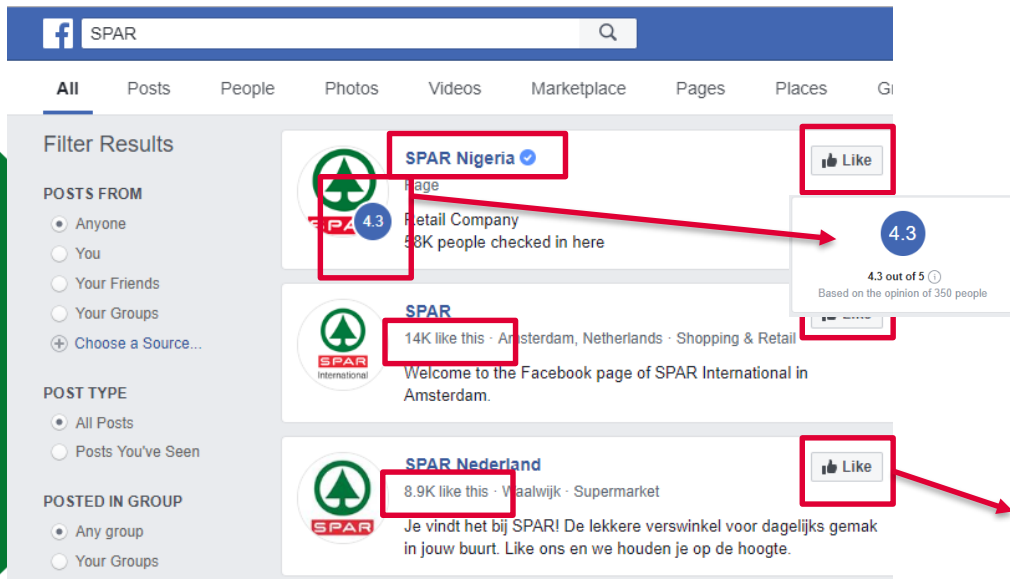 f SPAR
All Posts People Photos Videos Marketplace Pages Places
Filter Results
POSTS FROM
Anyone
You
Your Friends
Your Groups
Choose a Source...
POST TYPE
All Posts
Posts You've Seen
POSTED IN GROUP
Any group
Your Groups
SPAR
4.3
SPAR Nigeria
Page
Retail Company
58K people checked in here
Like
4.3
4.3 out of 5
Based on the opinion of 350 people
SPAR
International
SPAR
14K like this · Amsterdam, Netherlands · Shopping & Retail
Welcome to the Facebook page of SPAR International in
Amsterdam.
Like
SPAR
SPAR Nederland
8.9K like this · Waalwijk · Supermarket
Je vindt het bij SPAR! De lekkere verswinkel voor dagelijks gemak
in jouw buurt. Like ons en we houden je op de hoogte.
Like